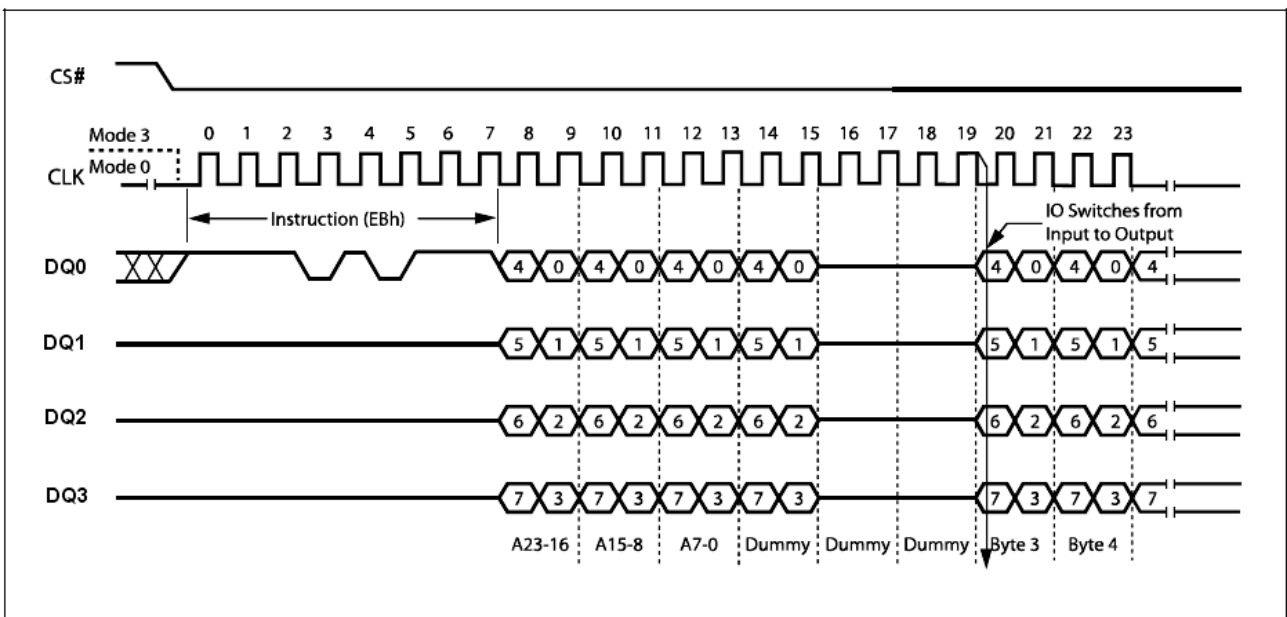 CS#
Mode 3
0 1 2 3 4 5 6 7 8 9 10 11 12 13 14 15 16 17 18 19 20 21 22 23
CLK Mode 0
Instruction (EBh)
IO Switches from
Input to Output
DQ0 4 0 4 0 4 0 4 0 4 0 4 0 4
DQ1 5 1 5 1 5 1 5 1 5 1 5 1 5
DQ2 6 2 6 2 6 2 6 2 6 2 6 2 6
DQ3 7 3 7 3 7 3 7 3 7 3 7 3 7
A23-16 A15-8 A7-0 Dummy Dummy Dummy Byte 3 Byte 4